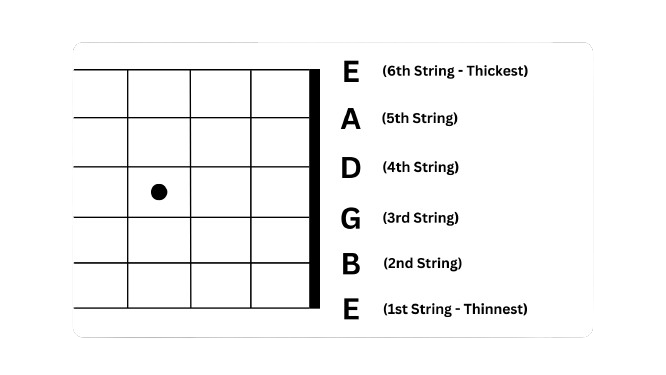 E (6th String - Thickest)
A (5th String)
D (4th String)
G (3rd String)
B (2nd String)
E (1st String - Thinnest)